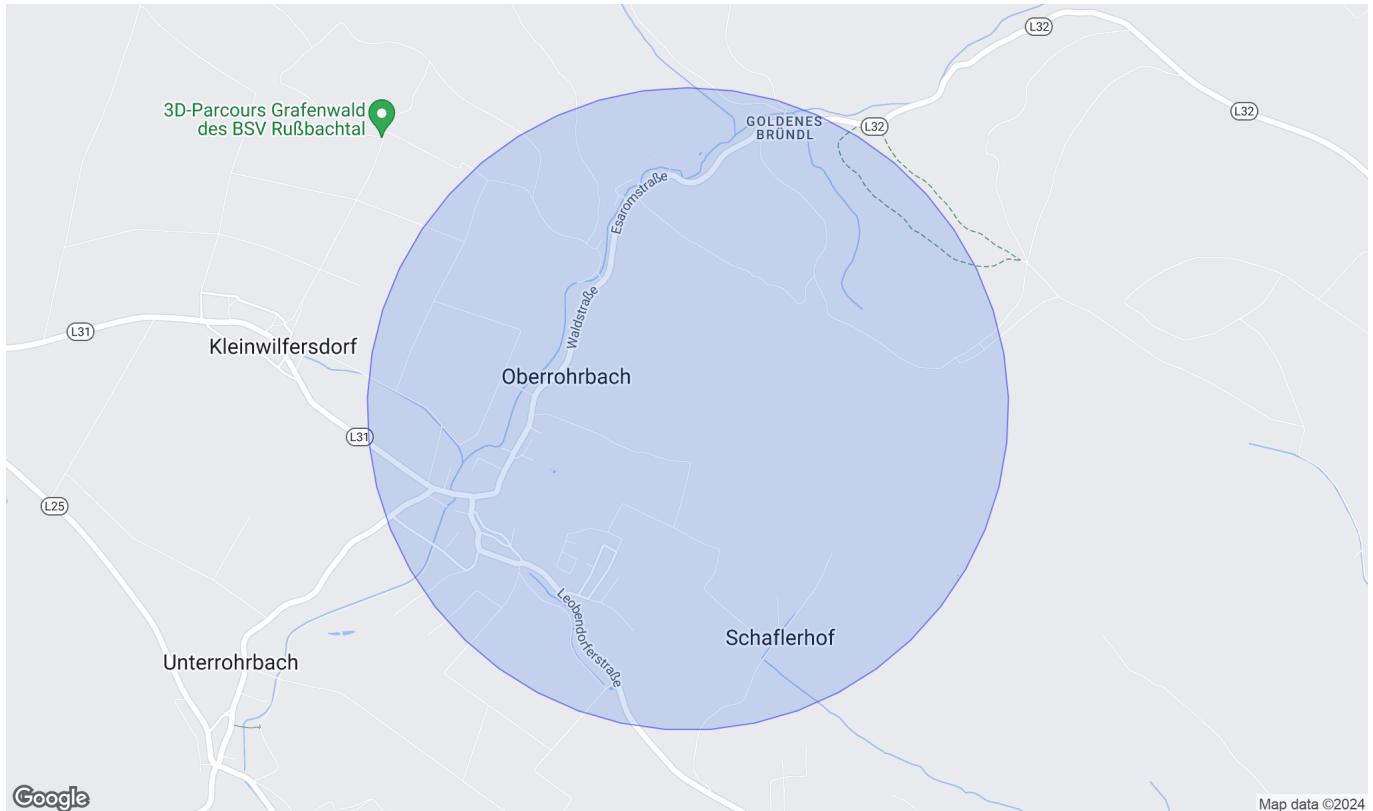 L32
3D-Parcours Grafenwald
des BSV Rußbachtal
GOLDENES
BRÜNDL
L32
L32
Esaromstraße
Waldstraße
L31
Kleinwilfersdorf
Oberrohrbach
L31
L25
Leobendorferstraße
Schaflerhof
Unterrohrbach
Google
Map data ©2024